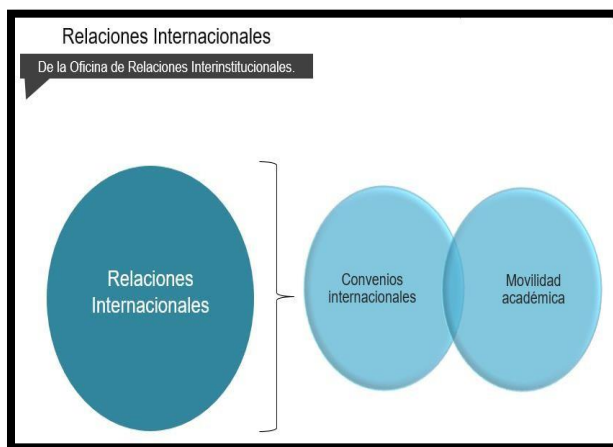 Relaciones Internacionales
De la Oficina de Relaciones Interinstitucionales.
Relaciones
Internacionales
Convenios
internacionales
Movilidad
académica